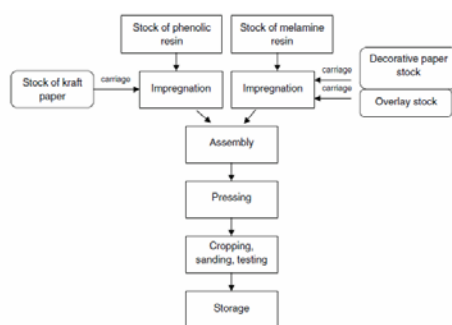 Stock of phenolic
resin
Stock of melamine
resin
Stock of kraft
paper
carriage
Impregnation
Impregnation
carriage
Decorative paper
stock
carriage
Overlay stock
Assembly
Pressing
Cropping,
sanding, testing
Storage